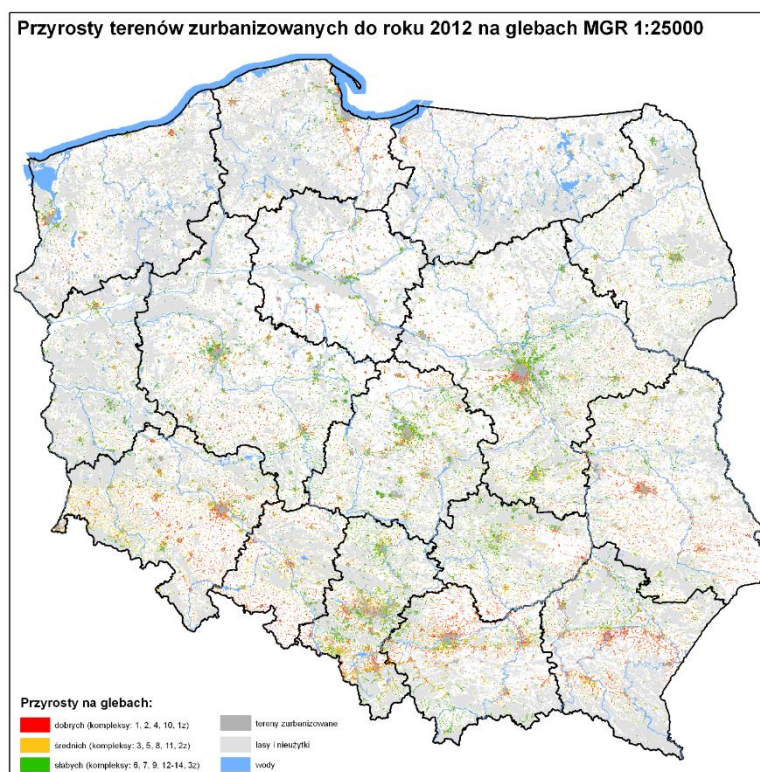 Przyrosty terenów zurbanizowanych do roku 2012 na glebach MGR 1:25000
Przyrosty na glebach:
dobrych (kompleksy: 1, 2, 4, 10, 1z)
średnich (kompleksy: 3, 5, 8, 11, 2z)
słabych (kompleksy: 6, 7, 9, 12-14, 3z)
tereny zurbanizowane
lasy i nieużytki
wody